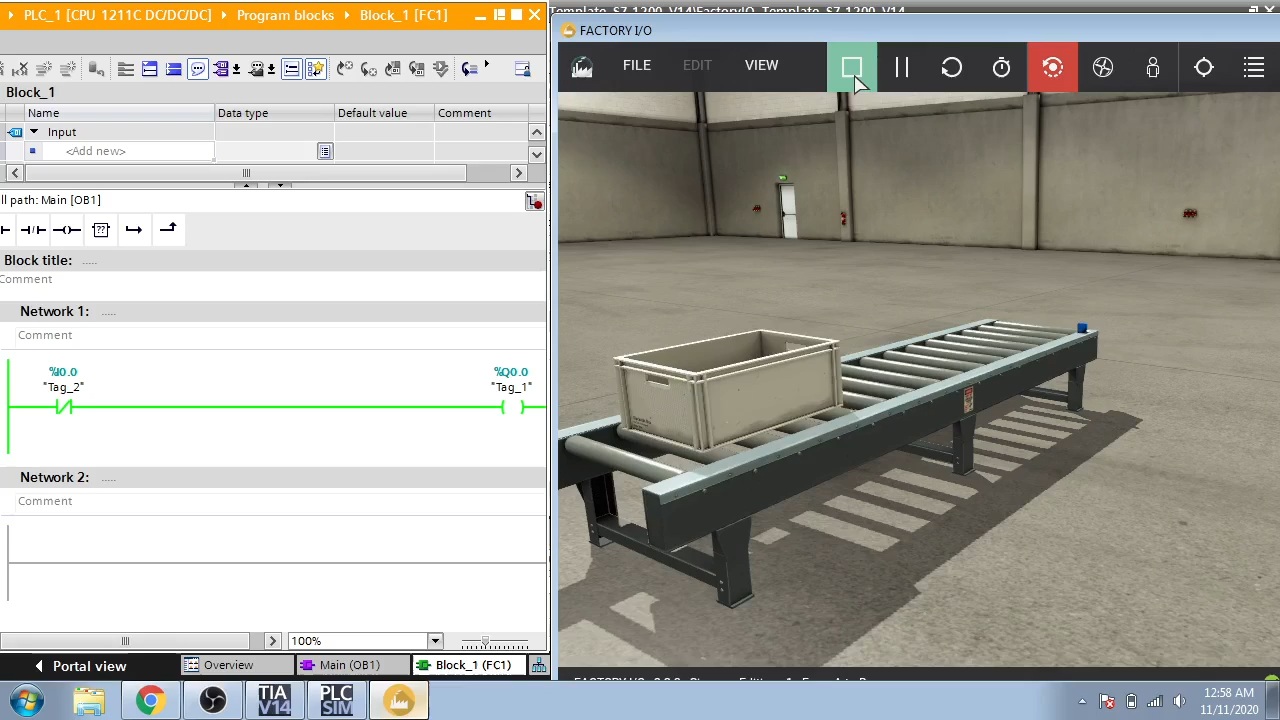 PLC_1 [CPU 1211C DC/DC/DC] Program blocks Block_1 [FC1]
FACTORY I/O
FILE EDIT VIEW
Block_1
Name Data type Default value Comment
Input
<Add new>
ll path: Main [OB1]
??
Block title: .....
Comment
Network 1: .....
Comment
%I0.0
"Tag_2"
%Q0.0
"Tag_1"
Network 2: .....
Comment
100%
Portal view Overview Main (OB1) Block_1 (FC1)
TIA V14
PLC SIM
12:58 AM
11/11/2020